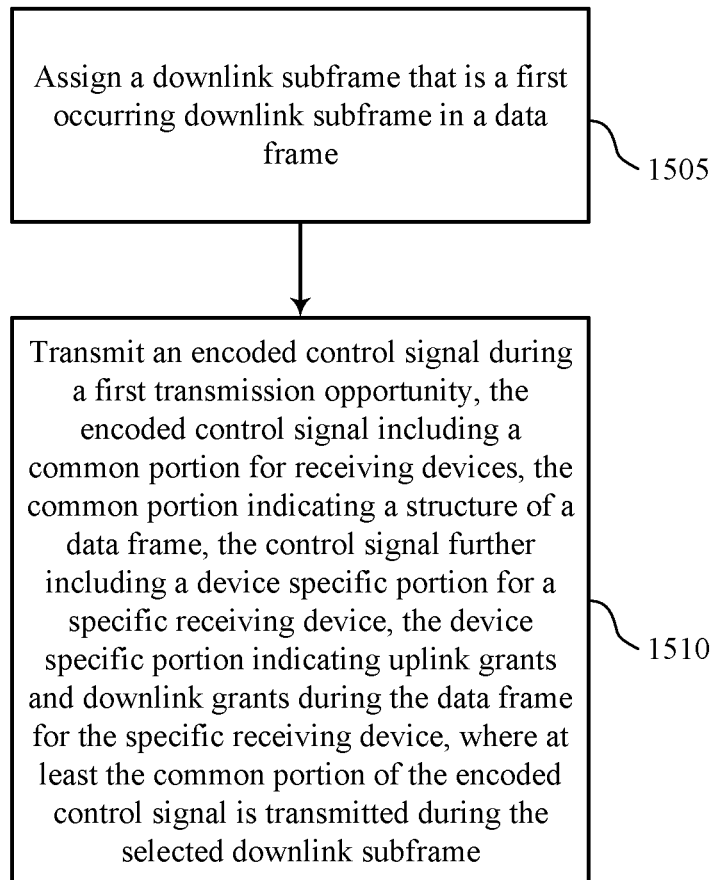 Assign a downlink subframe that is a first
occurring downlink subframe in a data
frame
1505
Transmit an encoded control signal during
a first transmission opportunity, the
encoded control signal including a
common portion for receiving devices, the
common portion indicating a structure of a
data frame, the control signal further
including a device specific portion for a
specific receiving device, the device
specific portion indicating uplink grants
and downlink grants during the data frame
for the specific receiving device, where at
least the common portion of the encoded
control signal is transmitted during the
selected downlink subframe
1510